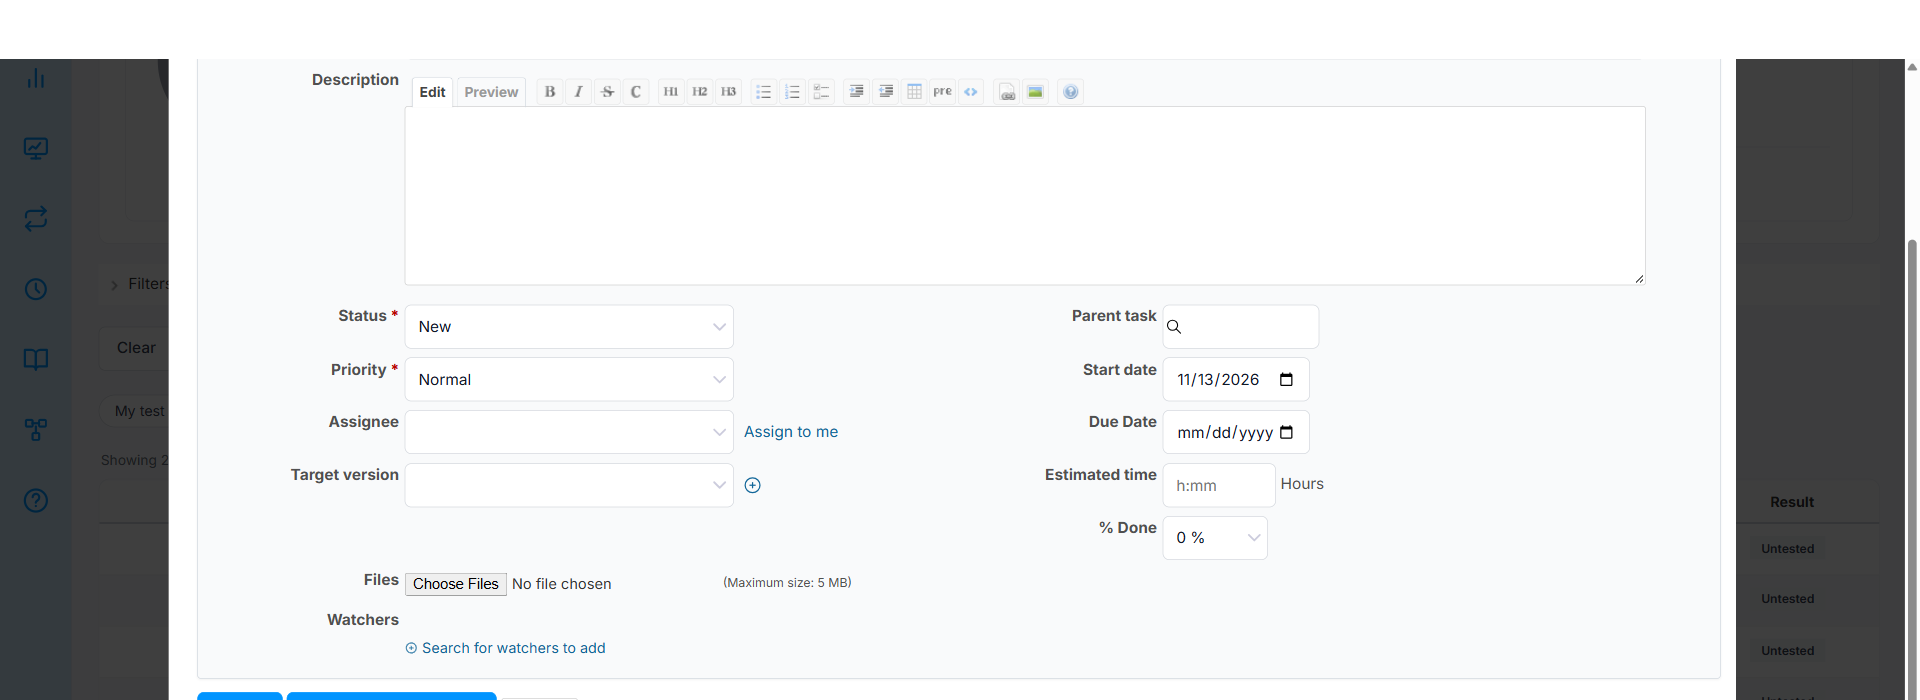 Description
Edit Preview B I S C H1 H2 H3 pre
Filters
Status * New
Parent task
Clear
Priority * Normal
Start date 11/13/2026
My test
Assignee Assign to me
Due Date mm/dd/yyyy
Showing 2
Target version
Estimated time h:mm Hours
Result
% Done 0 %
Untested
Files Choose Files No file chosen (Maximum size: 5 MB)
Untested
Watchers
Search for watchers to add
Untested